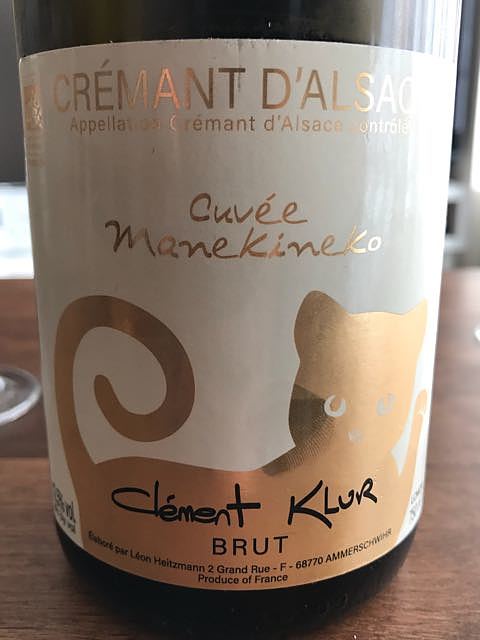 CRÉMANT D'ALSAC
Appellation Crémant d'Alsace contrôlée
Cuvée
Manekineko
Clément KLUR
BRUT
Élaboré par Léon Heitzmann 2 Grand Rue - F - 68770 AMMERSCHWIHR
Produce of France